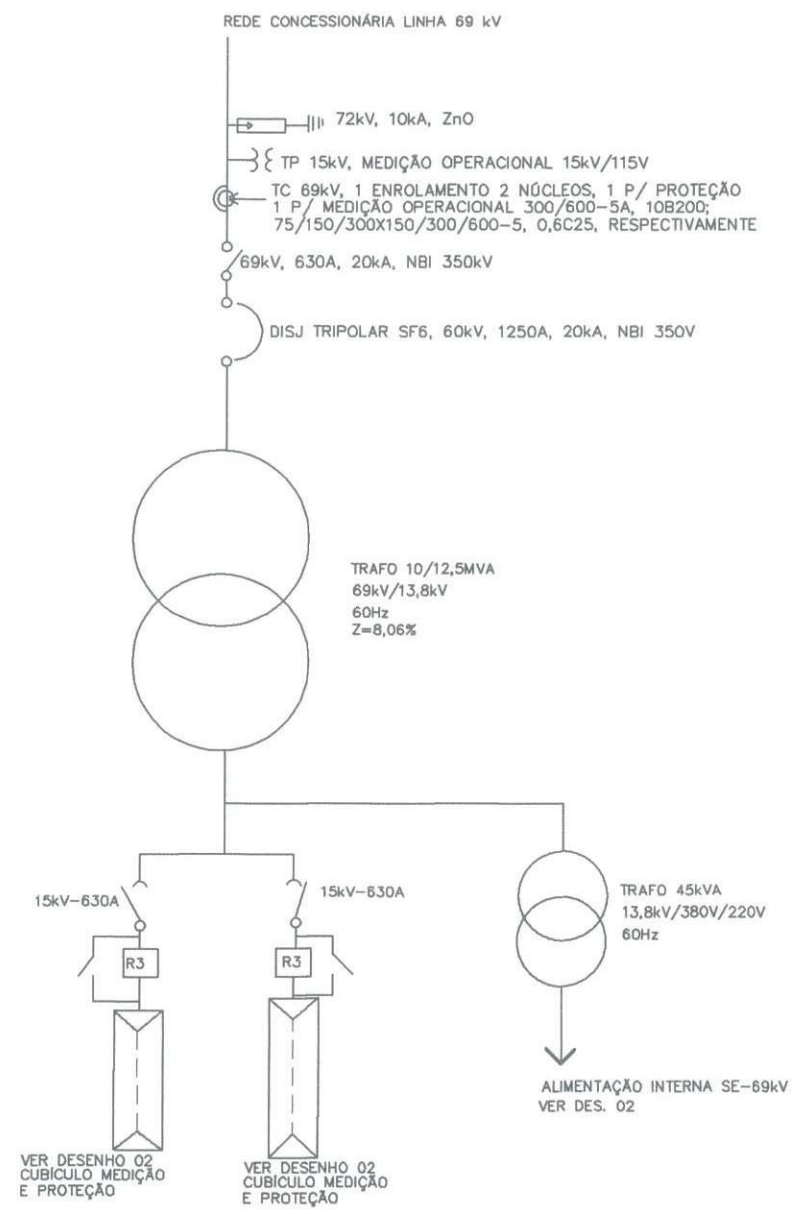 REDE CONCESSIONÁRIA LINHA 69 kV
72kV, 10kA, ZnO
TP 15kV, MEDIÇÃO OPERACIONAL 15kV/115V
TC 69kV, 1 ENROLAMENTO 2 NÚCLEOS, 1 P/ PROTEÇÃO
1 P/ MEDIÇÃO OPERACIONAL 300/600-5A, 10B200;
75/150/300X150/300/600-5, 0,6C25, RESPECTIVAMENTE
69kV, 630A, 20kA, NBI 350kV
DISJ TRIPOLAR SF6, 60kV, 1250A, 20kA, NBI 350V
TRAFO 10/12,5MVA
69kV/13,8kV
60Hz
Z=8,06%
15kV-630A
15kV-630A
TRAFO 45kVA
13,8kV/380V/220V
60Hz
R3
R3
ALIMENTAÇÃO INTERNA SE-69kV
VER DES. 02
VER DESENHO 02
CUBÍCULO MEDIÇÃO
E PROTEÇÃO
VER DESENHO 02
CUBÍCULO MEDIÇÃO
E PROTEÇÃO